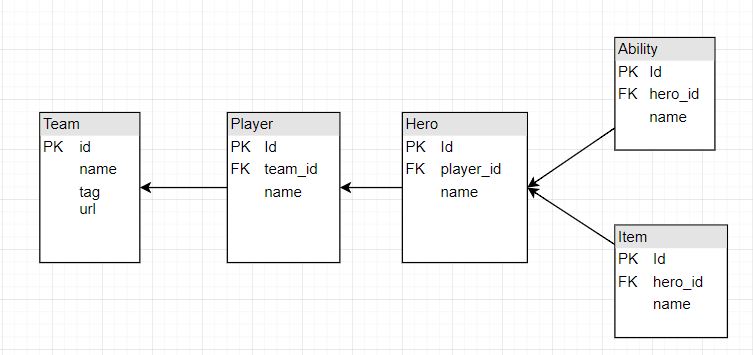 Team
PK id
name
tag
url
Player
PK Id
FK team_id
name
Hero
PK Id
FK player_id
name
Ability
PK Id
FK hero_id
name
Item
PK Id
FK hero_id
name